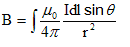 B = ∫ μ₀/4π Idl sin θ/r²